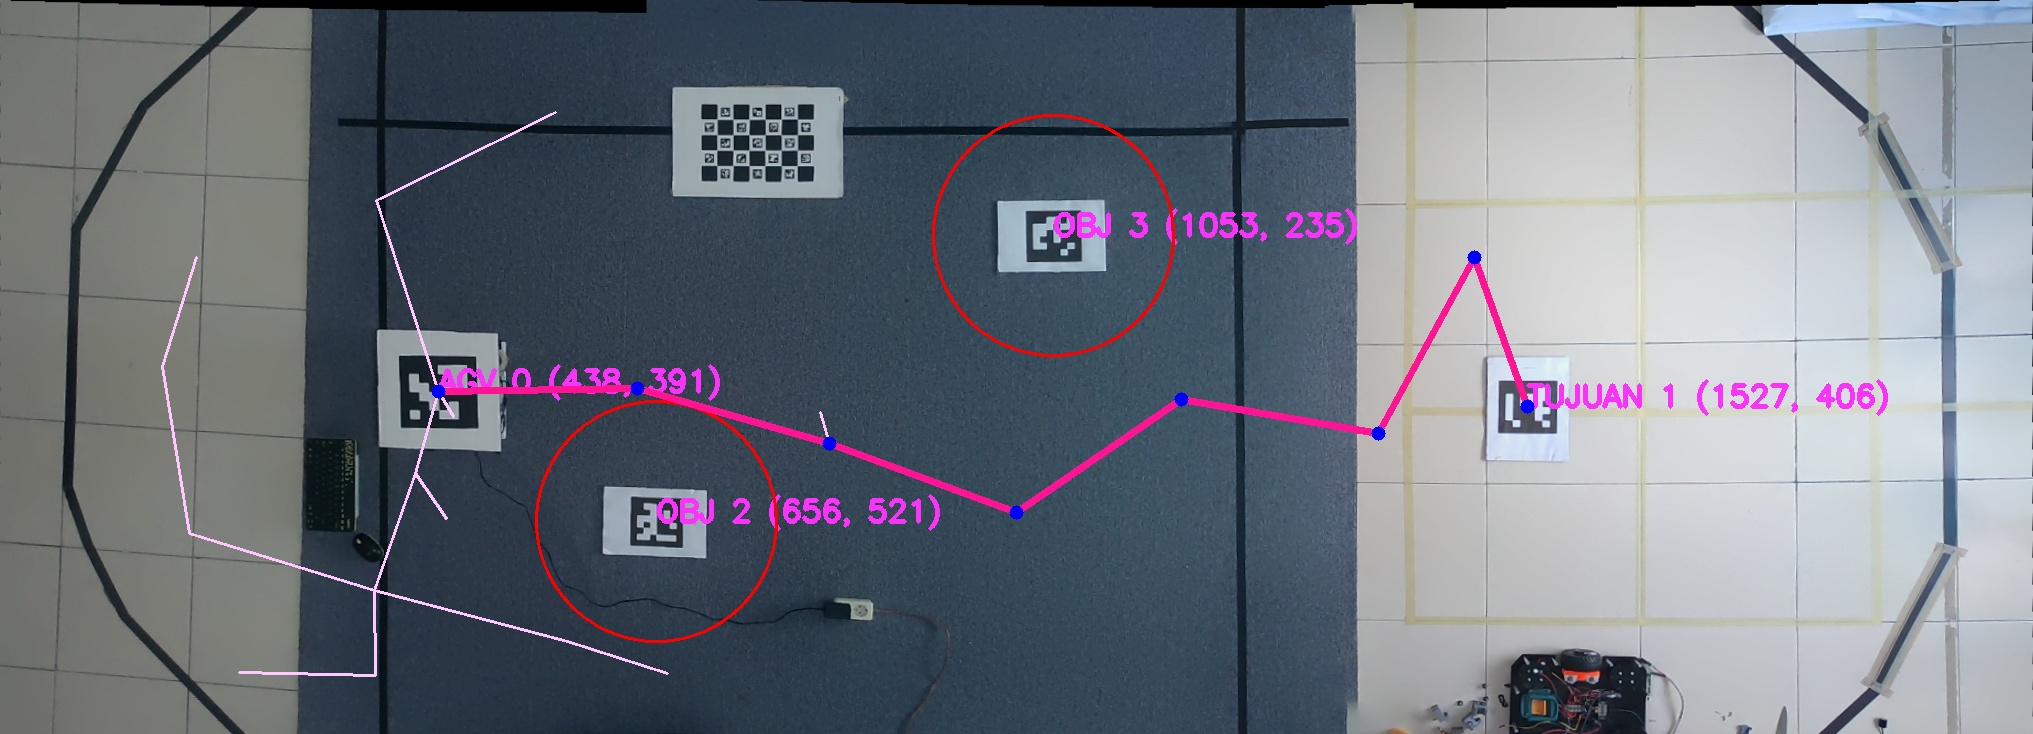 OBJ 3 (1053, 235)
AGV 0 (438, 391)
TUJUAN 1 (1527, 406)
OBJ 2 (656, 521)